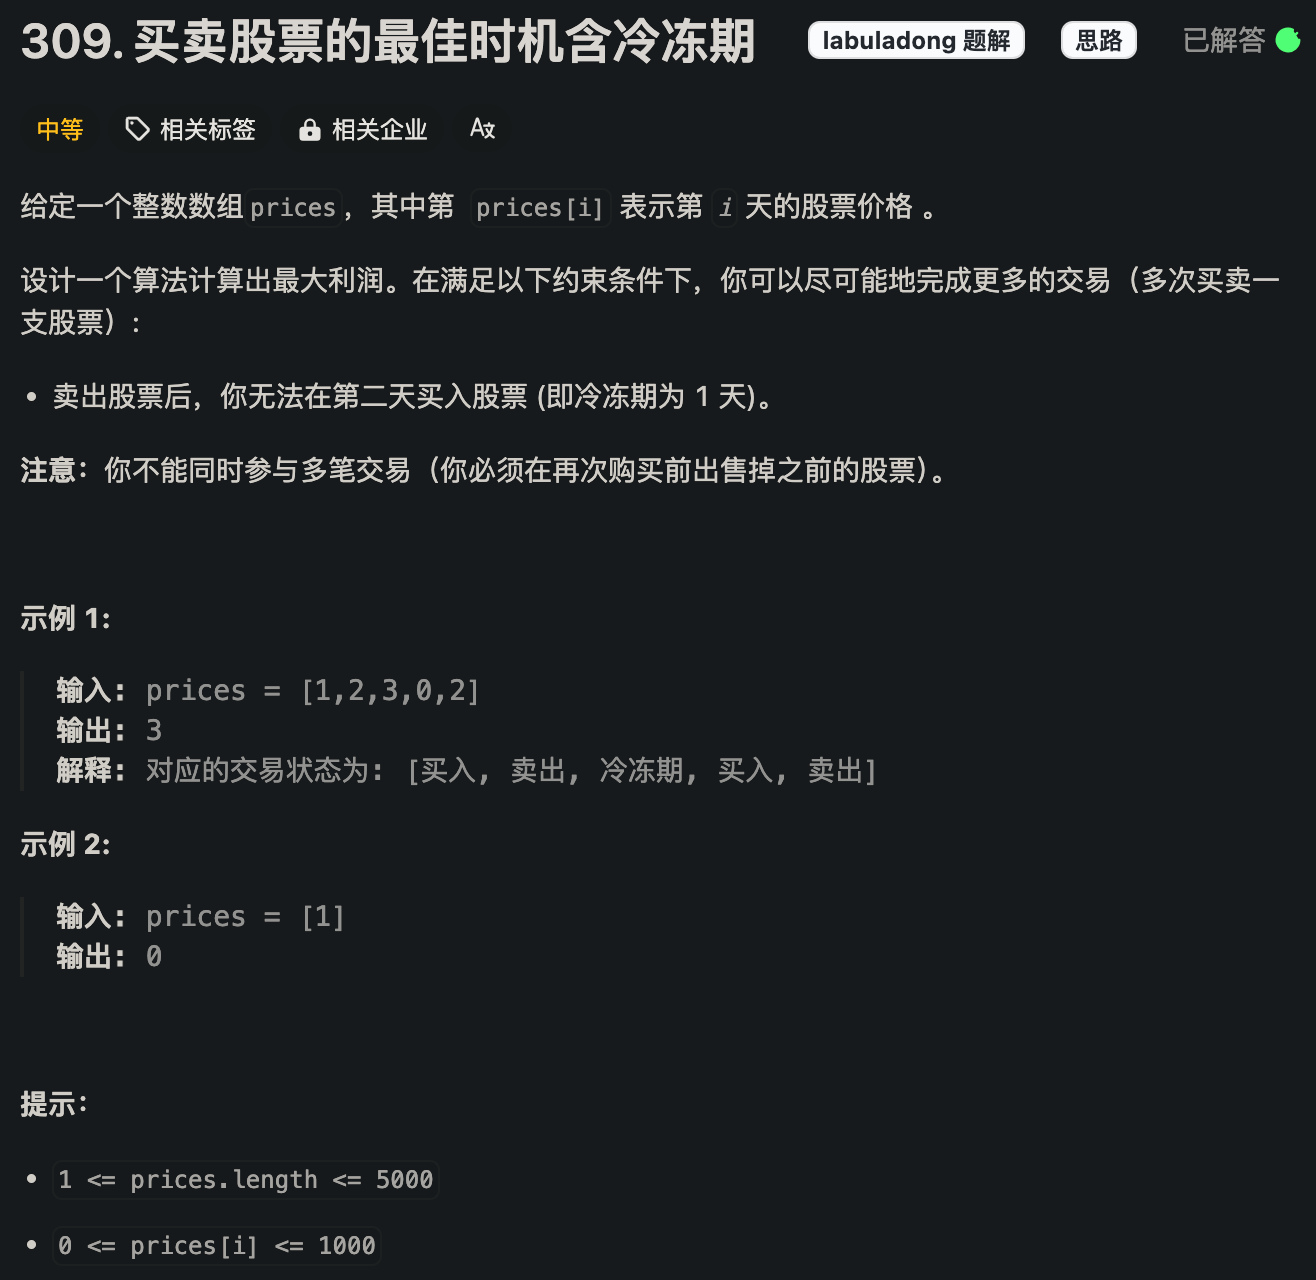 309. 买卖股票的最佳时机含冷冻期 labuladong 题解 思路 已解答
中等 相关标签 相关企业
给定一个整数数组prices，其中第 prices[i] 表示第 i 天的股票价格 。
设计一个算法计算出最大利润。在满足以下约束条件下，你可以尽可能地完成更多的交易（多次买卖一
支股票）:
• 卖出股票后，你无法在第二天买入股票 (即冷冻期为 1 天)。
注意：你不能同时参与多笔交易（你必须在再次购买前出售掉之前的股票）。
示例 1:
输入: prices = [1,2,3,0,2]
输出: 3
解释: 对应的交易状态为: [买入, 卖出, 冷冻期, 买入, 卖出]
示例 2:
输入: prices = [1]
输出: 0
提示：
• 1 <= prices.length <= 5000
• 0 <= prices[i] <= 1000